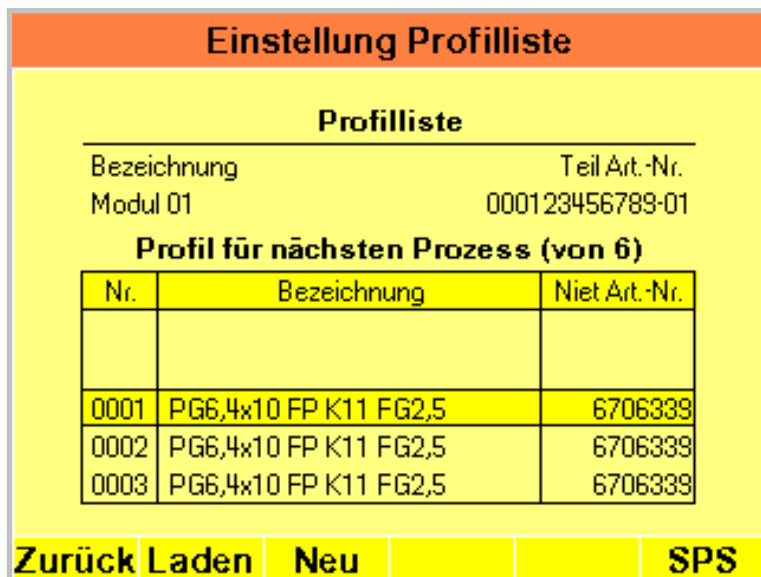 Einstellung Profilliste
Profilliste
Bezeichnung Teil Art.-Nr.
Modul 01 000123456789-01
Profil für nächsten Prozess (von 6)
Nr. Bezeichnung Niet Art.-Nr.
0001 PG6,4x10 FP K11 FG2,5 6706339
0002 PG6,4x10 FP K11 FG2,5 6706339
0003 PG6,4x10 FP K11 FG2,5 6706339
Zurück Laden Neu SPS